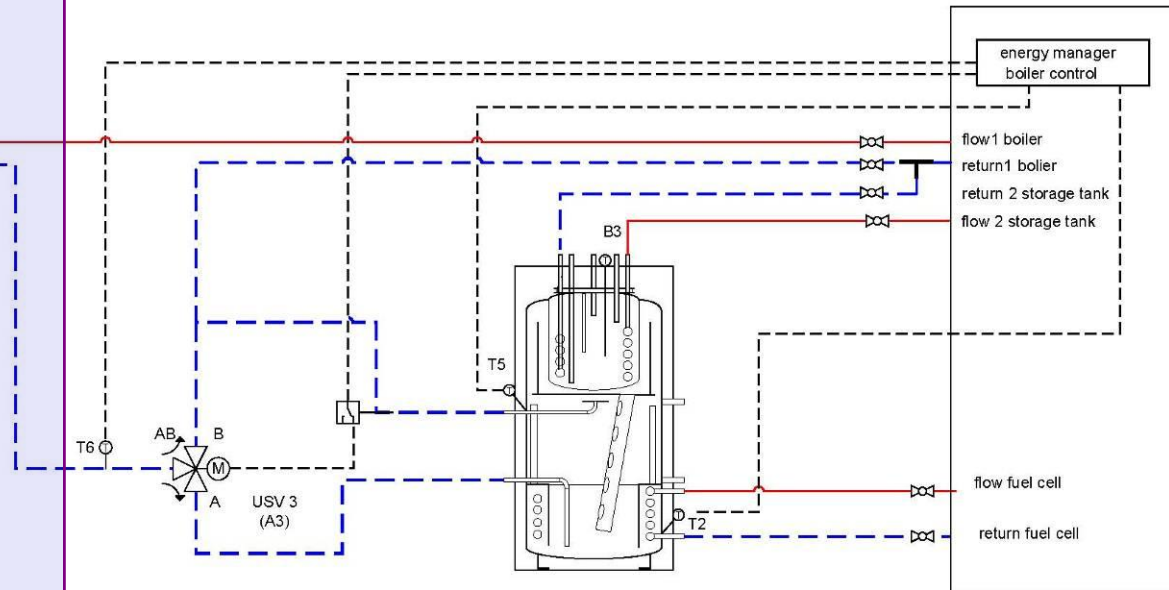 energy manager
boiler control
flow1 boiler
return1 bolier
return 2 storage tank
flow 2 storage tank
B3
T
T5
T
T6
T
AB
B
M
A
USV 3
(A3)
T
T2
flow fuel cell
return fuel cell